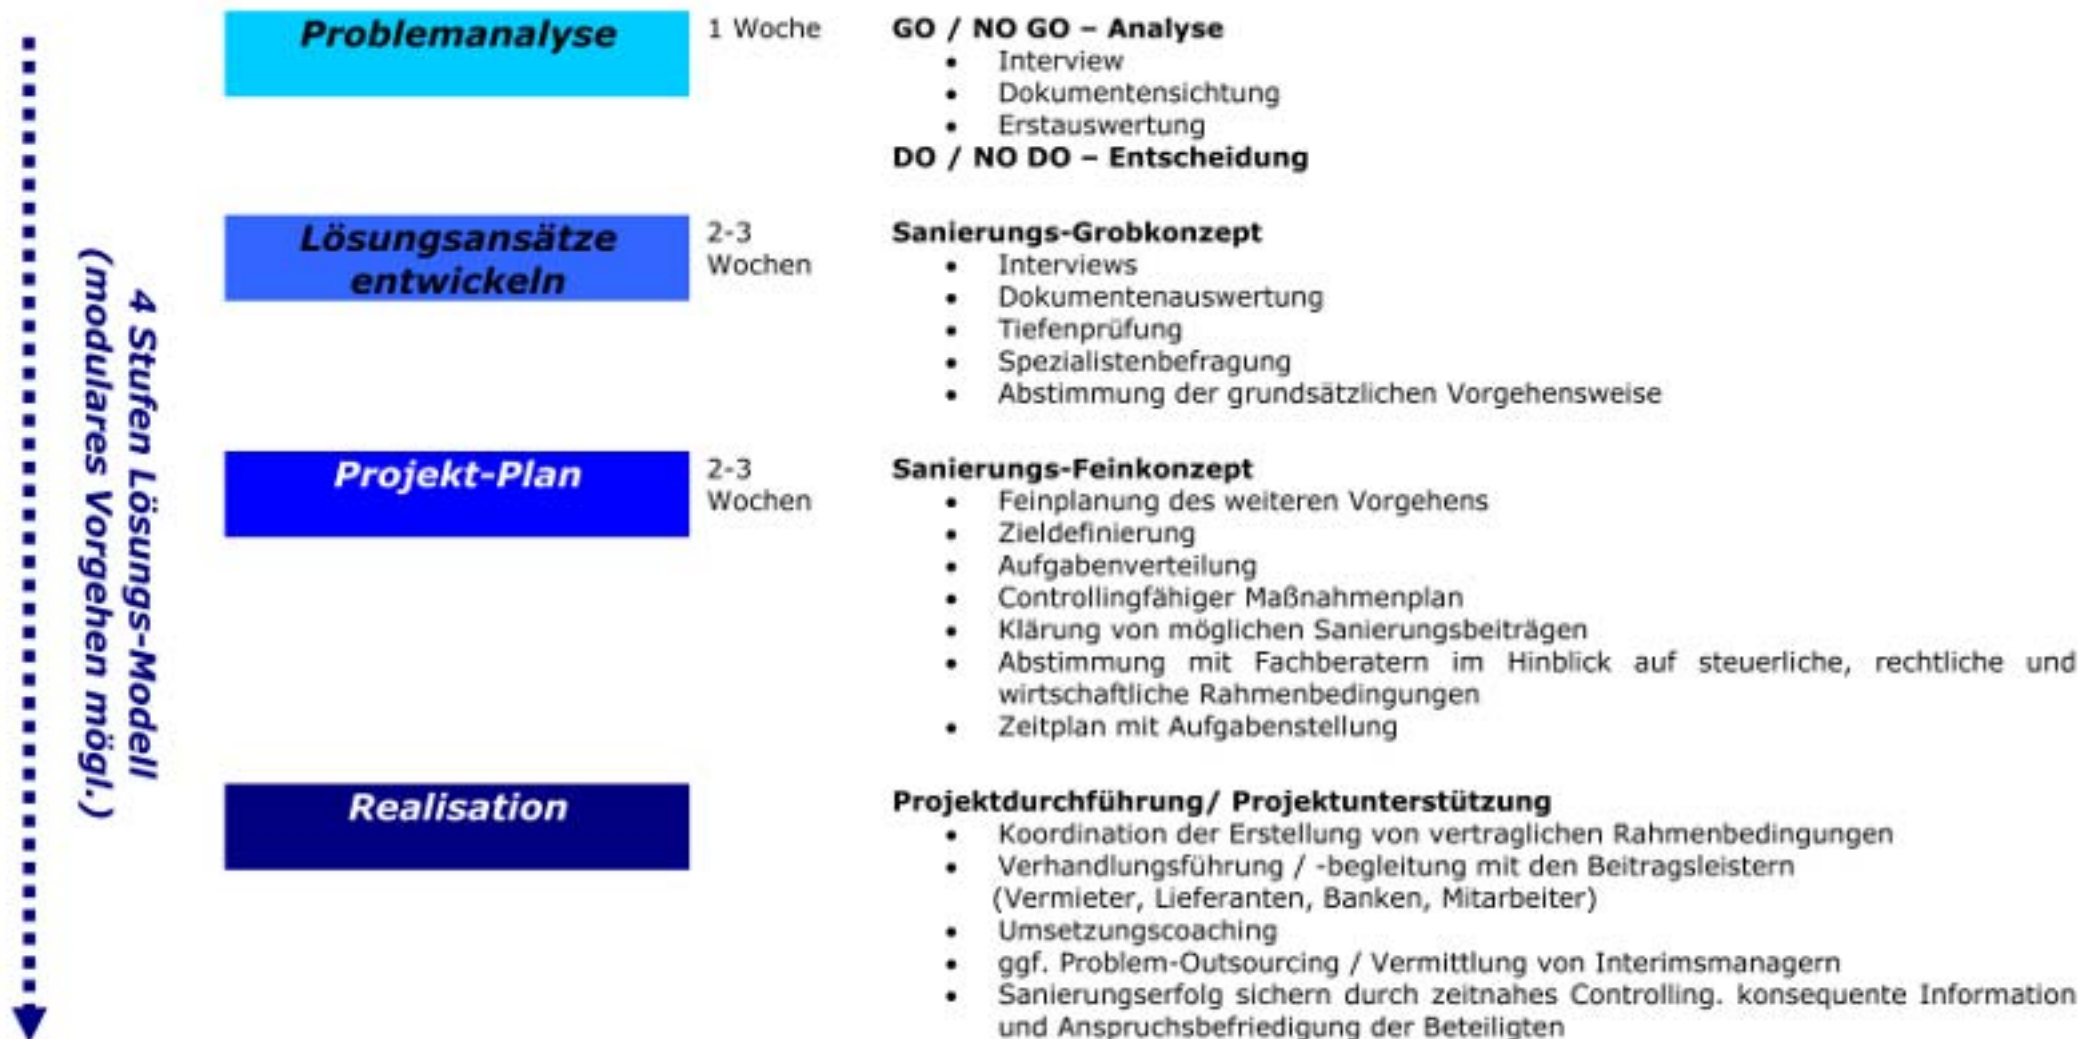 4 Stufen Lösungs-Modell
(modulares Vorgehen mögl.)
Problemanalyse
1 Woche
GO / NO GO – Analyse
• Interview
• Dokumentensichtung
• Erstauswertung
DO / NO DO – Entscheidung
Lösungsansätze
entwickeln
2-3
Wochen
Sanierungs-Grobkonzept
• Interviews
• Dokumentenauswertung
• Tiefenprüfung
• Spezialistenbefragung
• Abstimmung der grundsätzlichen Vorgehensweise
Projekt-Plan
2-3
Wochen
Sanierungs-Feinkonzept
• Feinplanung des weiteren Vorgehens
• Zieldefinierung
• Aufgabenverteilung
• Controllingfähiger Maßnahmenplan
• Klärung von möglichen Sanierungsbeiträgen
• Abstimmung mit Fachberatern im Hinblick auf steuerliche, rechtliche und
wirtschaftliche Rahmenbedingungen
• Zeitplan mit Aufgabenstellung
Realisation
Projektdurchführung/ Projektunterstützung
• Koordination der Erstellung von vertraglichen Rahmenbedingungen
• Verhandlungsführung / -begleitung mit den Beitragsleistern
(Vermieter, Lieferanten, Banken, Mitarbeiter)
• Umsetzungscoaching
• ggf. Problem-Outsourcing / Vermittlung von Interimsmanagern
• Sanierungserfolg sichern durch zeitnahes Controlling. konsequente Information
und Anspruchsbefriedigung der Beteiligten